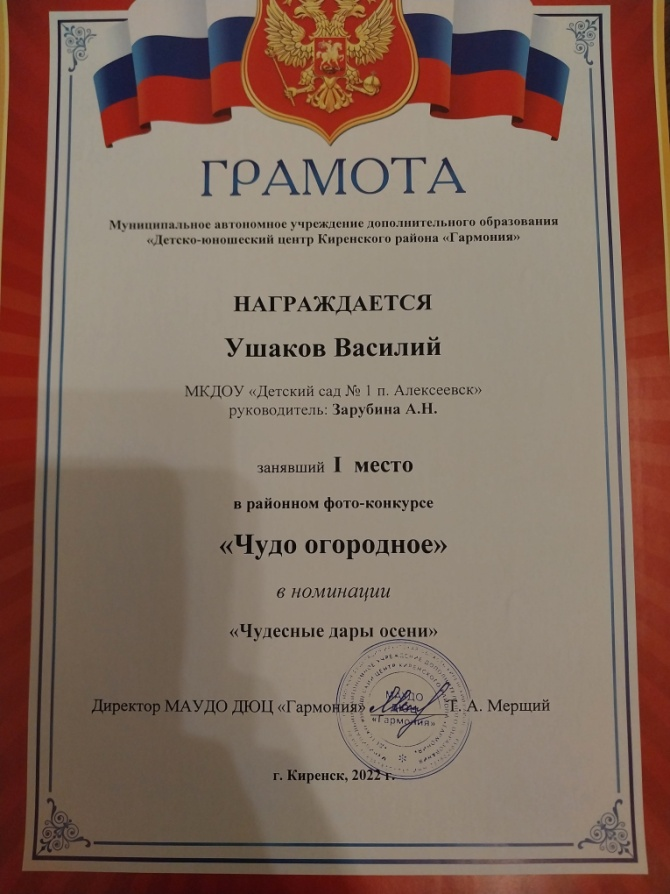 ГРАМОТА
Муниципальное автономное учреждение дополнительного образования
«Детско-юношеский центр Киренского района «Гармония»
НАГРАЖДАЕТСЯ
Ушаков Василий
МКДОУ «Детский сад № 1 п. Алексеевск»
руководитель: Зарубина А.Н.
занявший I место
в районном фото-конкурсе
«Чудо огородное»
в номинации
«Чудесные дары осени»
Директор МАУДО ДЮЦ «Гармония» Т. А. Мерщий
МАУДО
«Гармония»
г. Киренск, 2022 г.